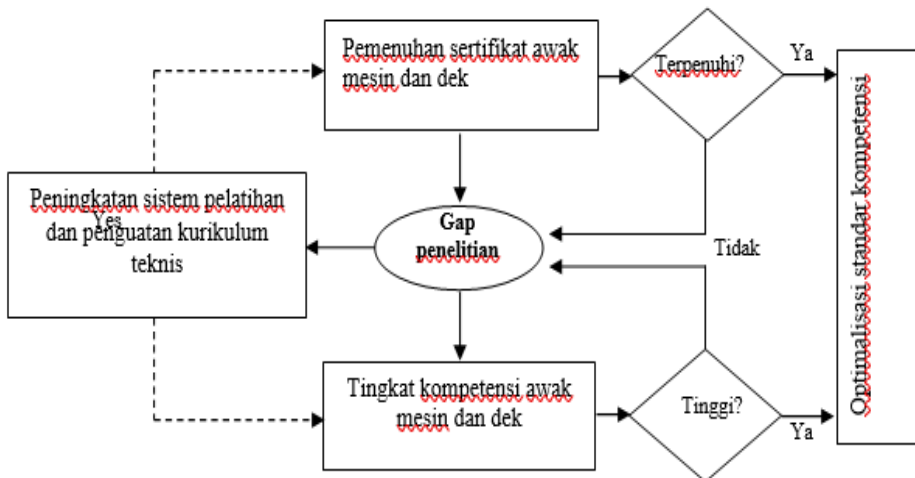 Pemenuhan sertifikat awak
mesin dan dek
Terpenuhi?
Ya
Peningkatan sistem pelatihan
Yes
dan penguatan kurikulum
teknis
Gap
penelitian
Tidak
Tingkat kompetensi awak
mesin dan dek
Tinggi?
Ya
Optimalisasi standar kompetensi